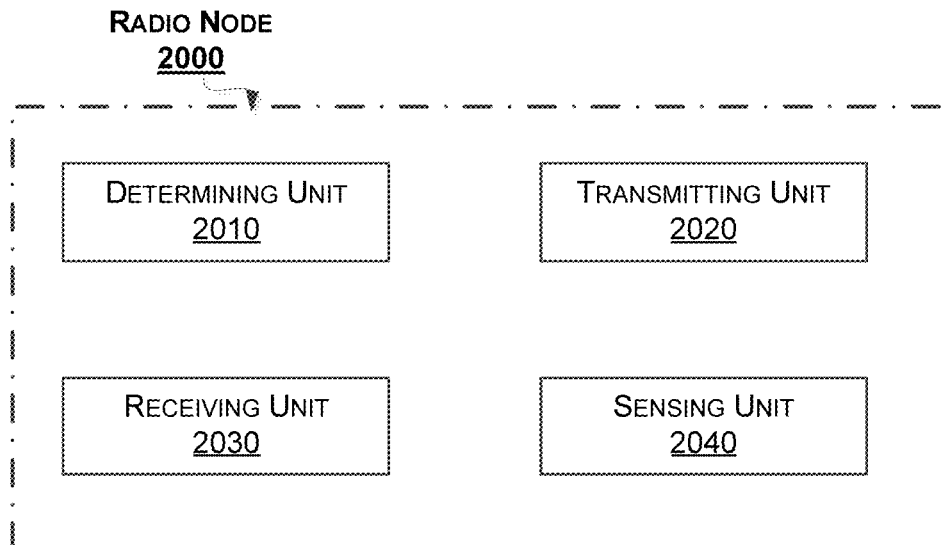 RADIO NODE
2000
DETERMINING UNIT
2010
TRANSMITTING UNIT
2020
RECEIVING UNIT
2030
SENSING UNIT
2040